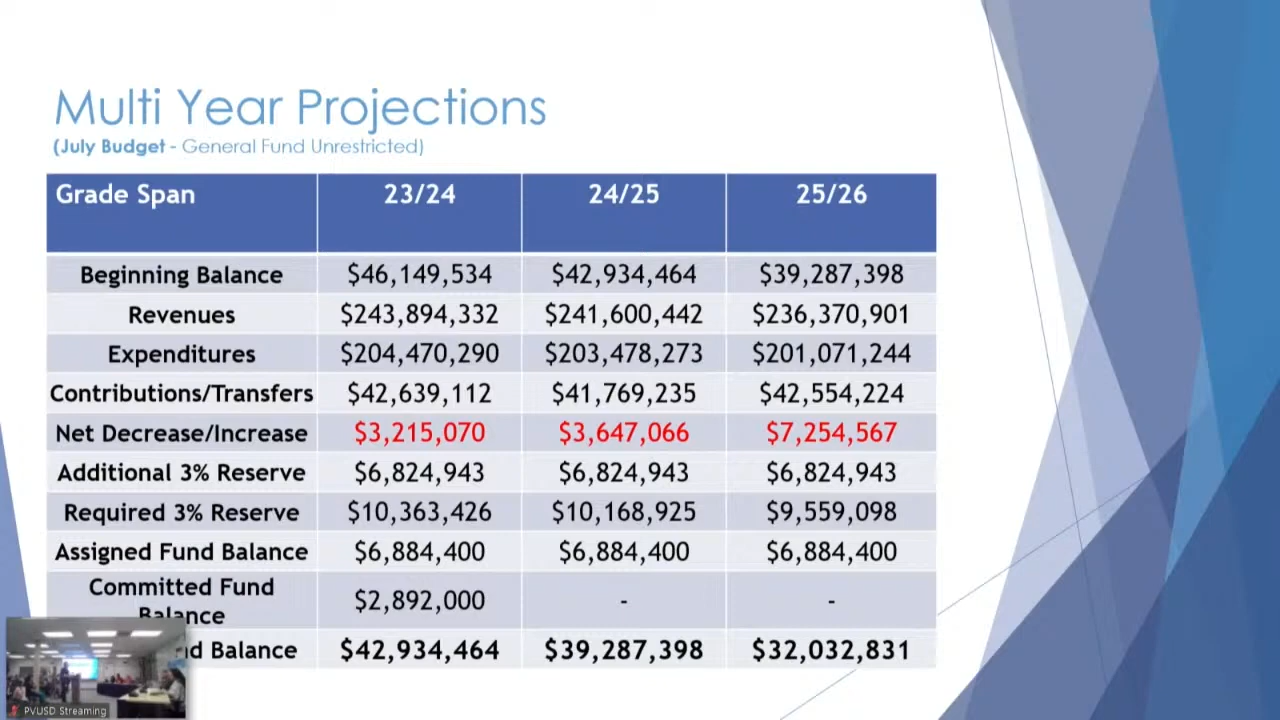 Multi Year Projections
(July Budget - General Fund Unrestricted)
Grade Span 23/24 24/25 25/26
Beginning Balance $46,149,534 $42,934,464 $39,287,398
Revenues $243,894,332 $241,600,442 $236,370,901
Expenditures $204,470,290 $203,478,273 $201,071,244
Contributions/Transfers $42,639,112 $41,769,235 $42,554,224
Net Decrease/Increase $3,215,070 $3,647,066 $7,254,567
Additional 3% Reserve $6,824,943 $6,824,943 $6,824,943
Required 3% Reserve $10,363,426 $10,168,925 $9,559,098
Assigned Fund Balance $6,884,400 $6,884,400 $6,884,400
Committed Fund
Balance $2,892,000 - -
Balance $42,934,464 $39,287,398 $32,032,831
PVUSD Streaming